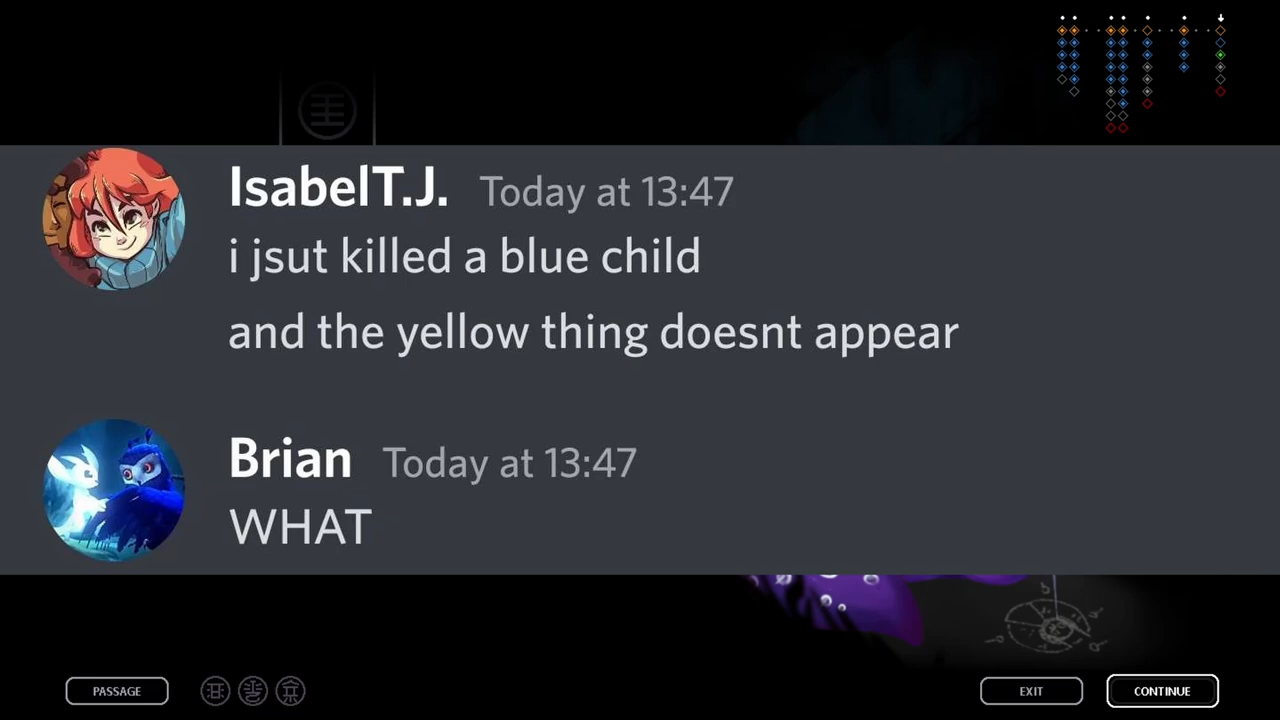 IsabelT.J. Today at 13:47
i jsut killed a blue child
and the yellow thing doesnt appear
Brian Today at 13:47
WHAT
PASSAGE
EXIT
CONTINUE